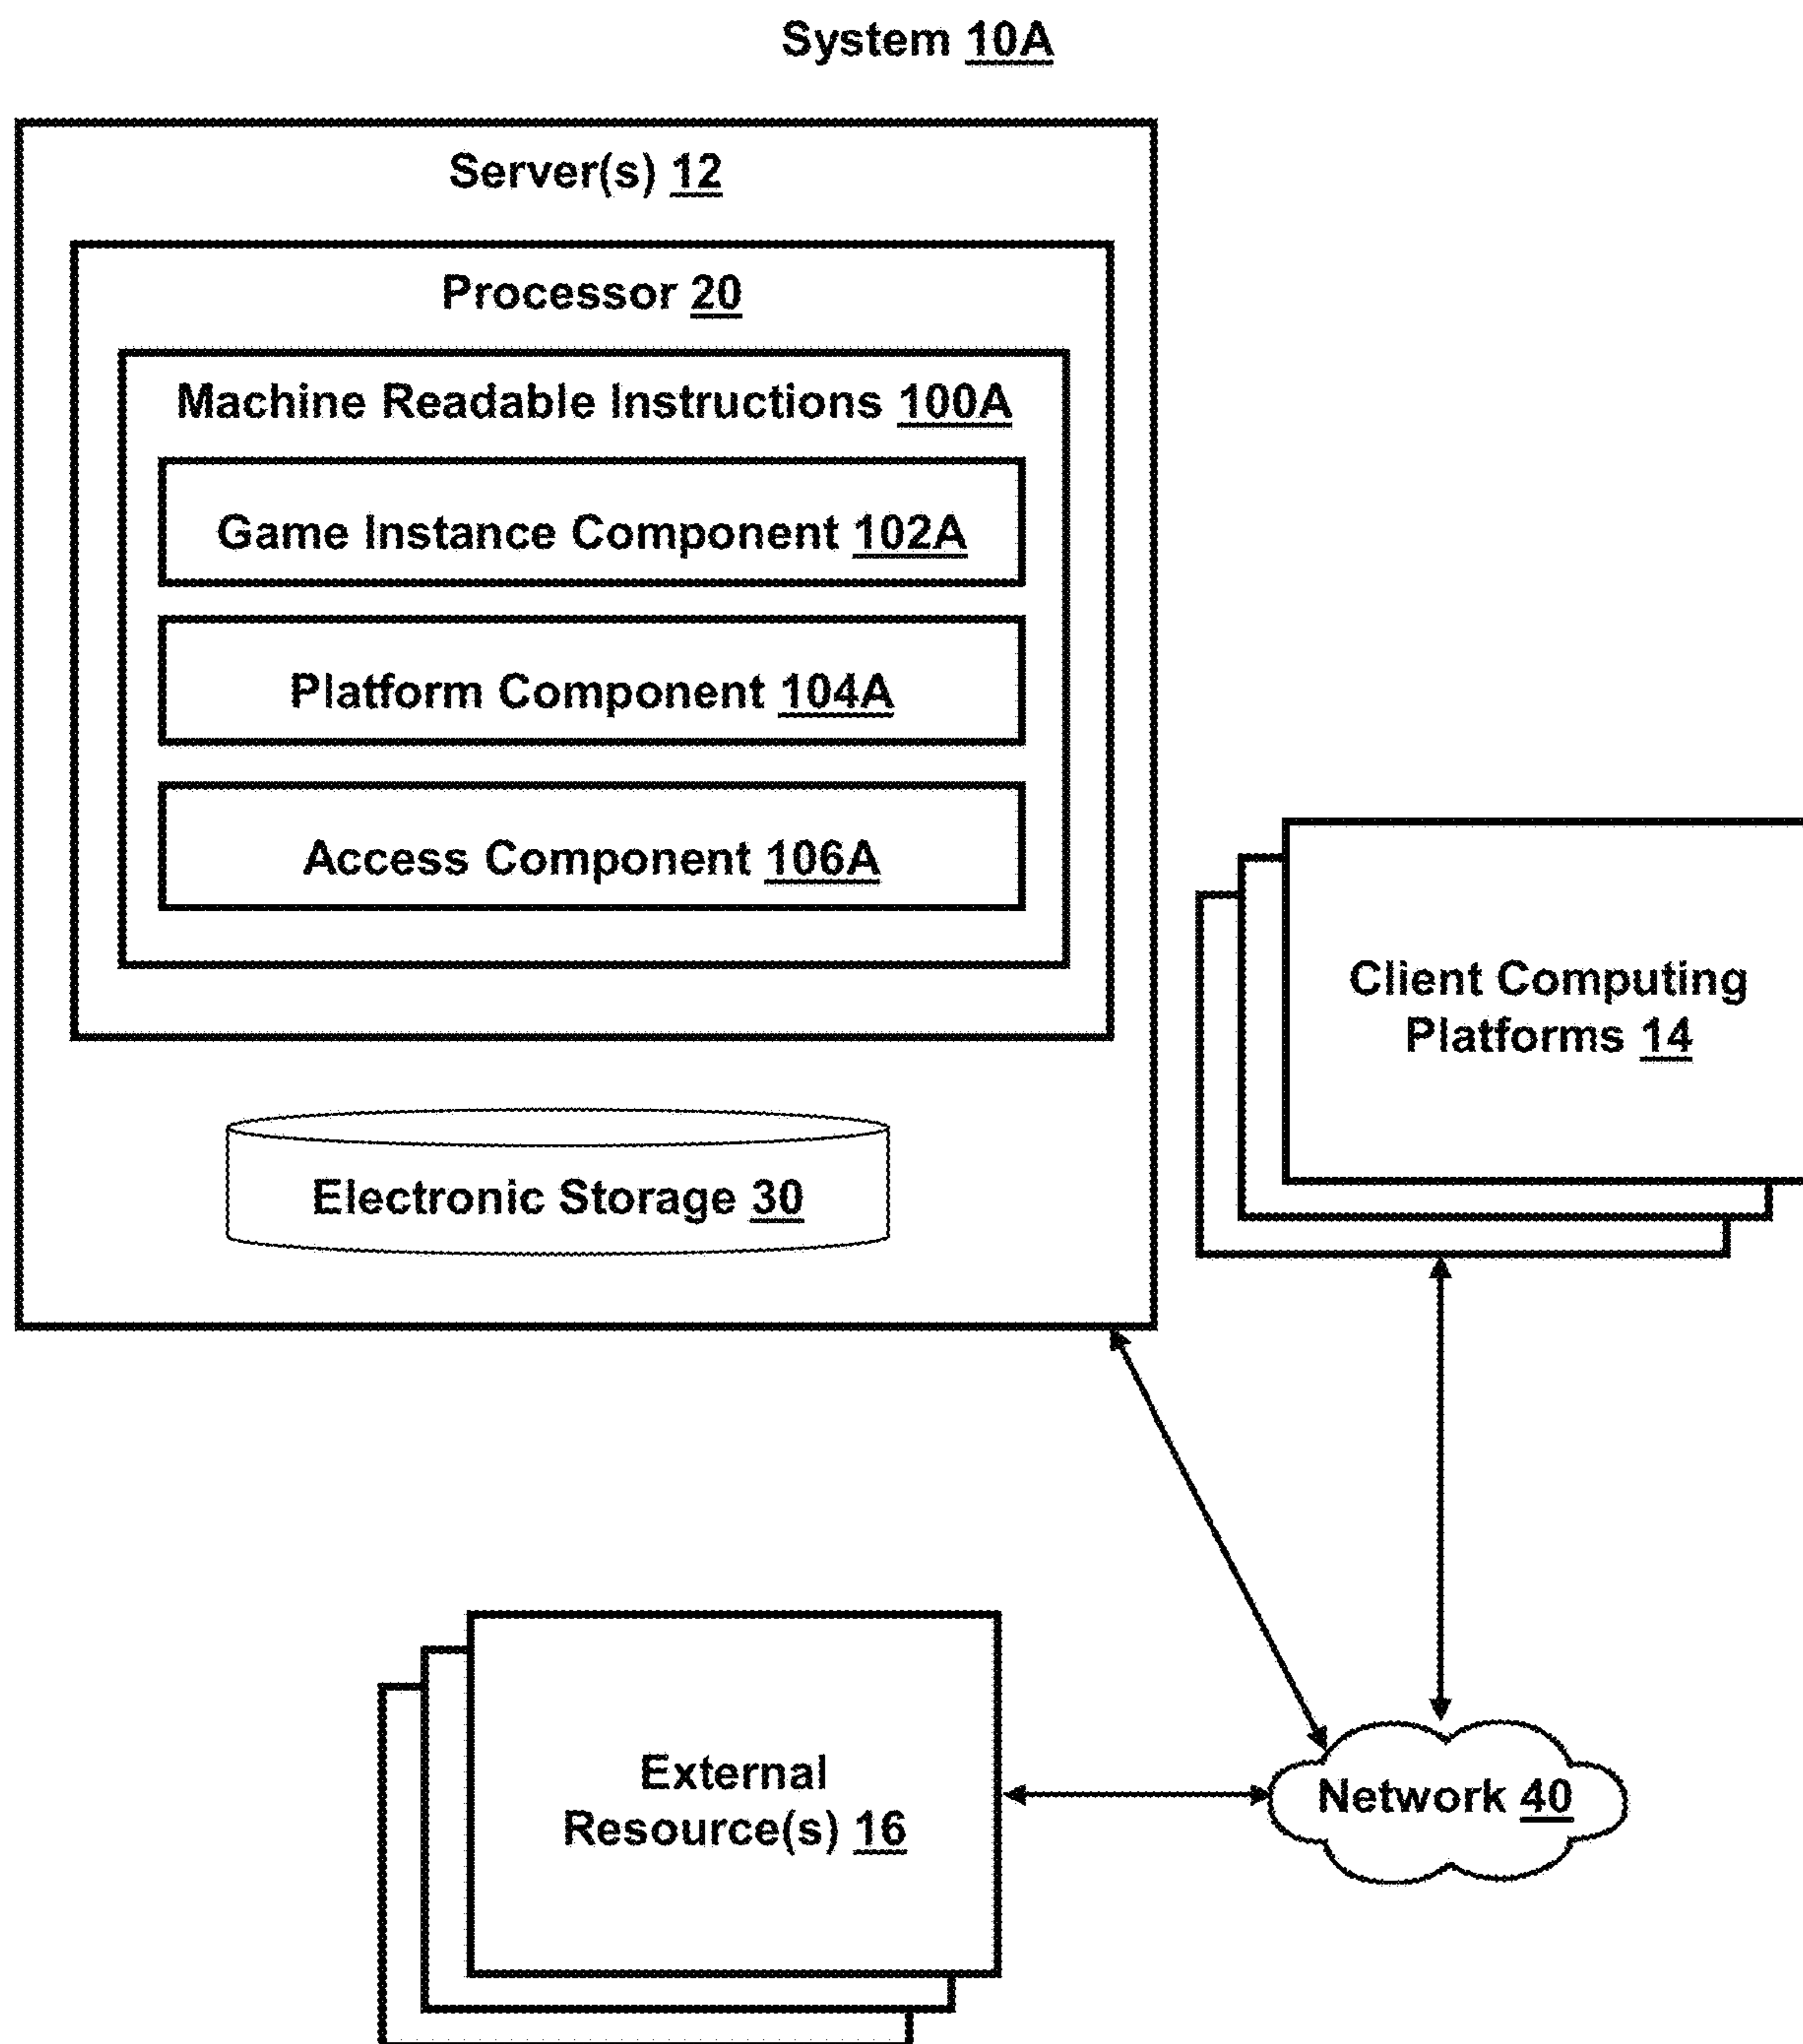 System 10A
Server(s) 12
Processor 20
Machine Readable Instructions 100A
Game Instance Component 102A
Platform Component 104A
Access Component 106A
Electronic Storage 30
Client Computing
Platforms 14
External
Resource(s) 16
Network 40